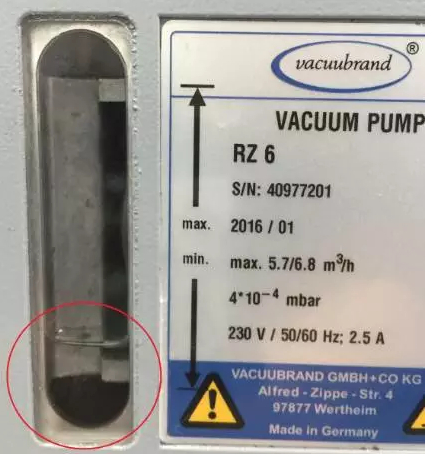 vacuubrand ®
VACUUM PUMP
RZ 6
S/N: 40977201
max. 2016 / 01
min. max. 5.7/6.8 m³/h
4*10⁻⁴ mbar
230 V / 50/60 Hz; 2.5 A
VACUUBRAND GMBH+CO KG
Alfred - Zippe - Str. 4
97877 Wertheim
Made in Germany